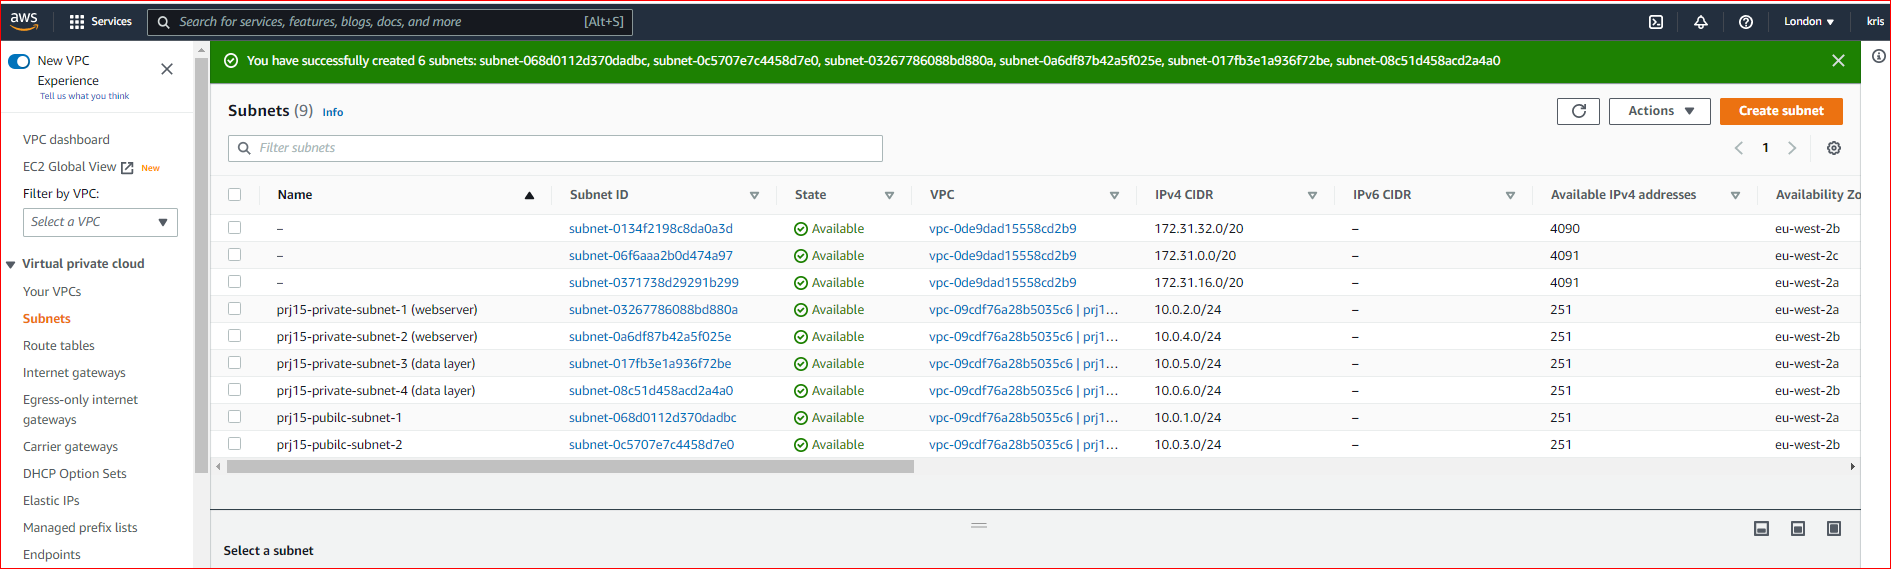 aws Services Search for services, features, blogs, docs, and more [Alt+S] London kris
New VPC
Experience
Tell us what you think
VPC dashboard
EC2 Global View New
Filter by VPC:
Select a VPC
Virtual private cloud
Your VPCs
Subnets
Route tables
Internet gateways
Egress-only internet
gateways
Carrier gateways
DHCP Option Sets
Elastic IPs
Managed prefix lists
Endpoints
You have successfully created 6 subnets: subnet-068d0112d370dadbc, subnet-0c5707e7c4458d7e0, subnet-03267786088bd880a, subnet-0a6df87b42a5f025e, subnet-017fb3e1a936f72be, subnet-08c51d458acd2a4a0
Subnets (9) Info Actions Create subnet
Filter subnets 1
Name Subnet ID State VPC IPv4 CIDR IPv6 CIDR Available IPv4 addresses Availability Zo
– subnet-0134f2198c8da0a3d Available vpc-0de9dad15558cd2b9 172.31.32.0/20 – 4090 eu-west-2b
– subnet-06f6aaa2b0d474a97 Available vpc-0de9dad15558cd2b9 172.31.0.0/20 – 4091 eu-west-2c
– subnet-0371738d29291b299 Available vpc-0de9dad15558cd2b9 172.31.16.0/20 – 4091 eu-west-2a
prj15-private-subnet-1 (webserver) subnet-03267786088bd880a Available vpc-09cdf76a28b5035c6 | prj1... 10.0.2.0/24 – 251 eu-west-2a
prj15-private-subnet-2 (webserver) subnet-0a6df87b42a5f025e Available vpc-09cdf76a28b5035c6 | prj1... 10.0.4.0/24 – 251 eu-west-2b
prj15-private-subnet-3 (data layer) subnet-017fb3e1a936f72be Available vpc-09cdf76a28b5035c6 | prj1... 10.0.5.0/24 – 251 eu-west-2a
prj15-private-subnet-4 (data layer) subnet-08c51d458acd2a4a0 Available vpc-09cdf76a28b5035c6 | prj1... 10.0.6.0/24 – 251 eu-west-2b
prj15-pubilc-subnet-1 subnet-068d0112d370dadbc Available vpc-09cdf76a28b5035c6 | prj1... 10.0.1.0/24 – 251 eu-west-2a
prj15-pubilc-subnet-2 subnet-0c5707e7c4458d7e0 Available vpc-09cdf76a28b5035c6 | prj1... 10.0.3.0/24 – 251 eu-west-2b
Select a subnet